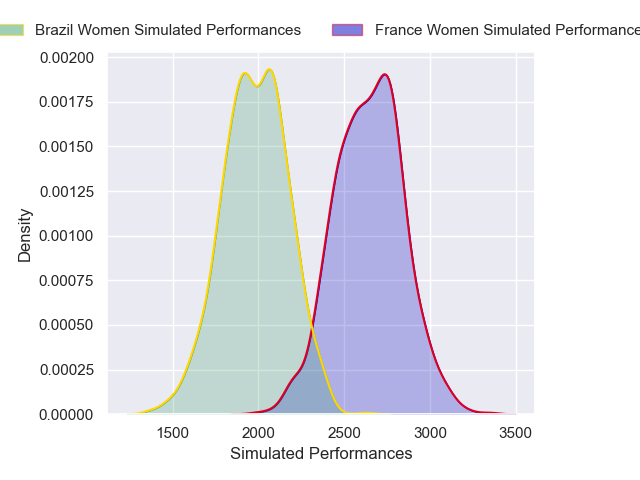 Brazil Women Simulated Performances France Women Simulated Performance
0.00200
0.00175
0.00150
0.00125
0.00100
0.00075
0.00050
0.00025
0.00000
Density
1500 2000 2500 3000 3500
Simulated Performances